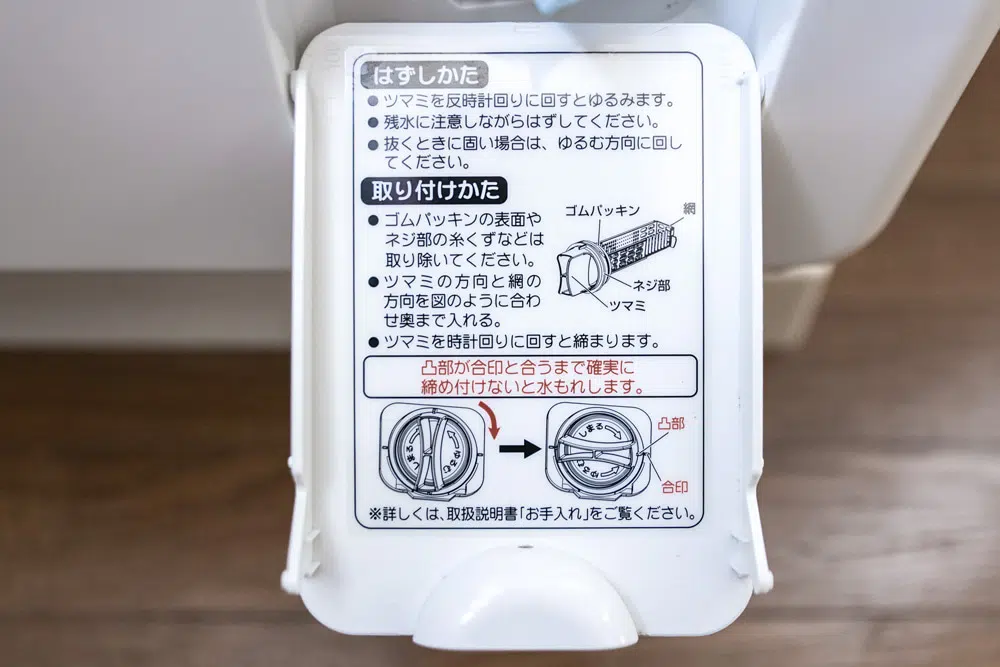 はずしかた
●ツマミを反時計回りに回すとゆるみます。
●残水に注意しながらはずしてください。
●抜くときに固い場合は、ゆるむ方向に回し
てください。
取り付けかた
●ゴムパッキンの表面や
ネジ部の糸くずなどは
取り除いてください。
●ツマミの方向と網の
方向を図のように合わ
せ奥まで入れる。
●ツマミを時計回りに回すと締まります。
ゴムパッキン
網
ネジ部
ツマミ
凸部が合印と合うまで確実に
締め付けないと水もれします。
しまる
ゆるむ
しまる
ゆるむ
凸部
合印
※詳しくは、取扱説明書「お手入れ」をご覧ください。